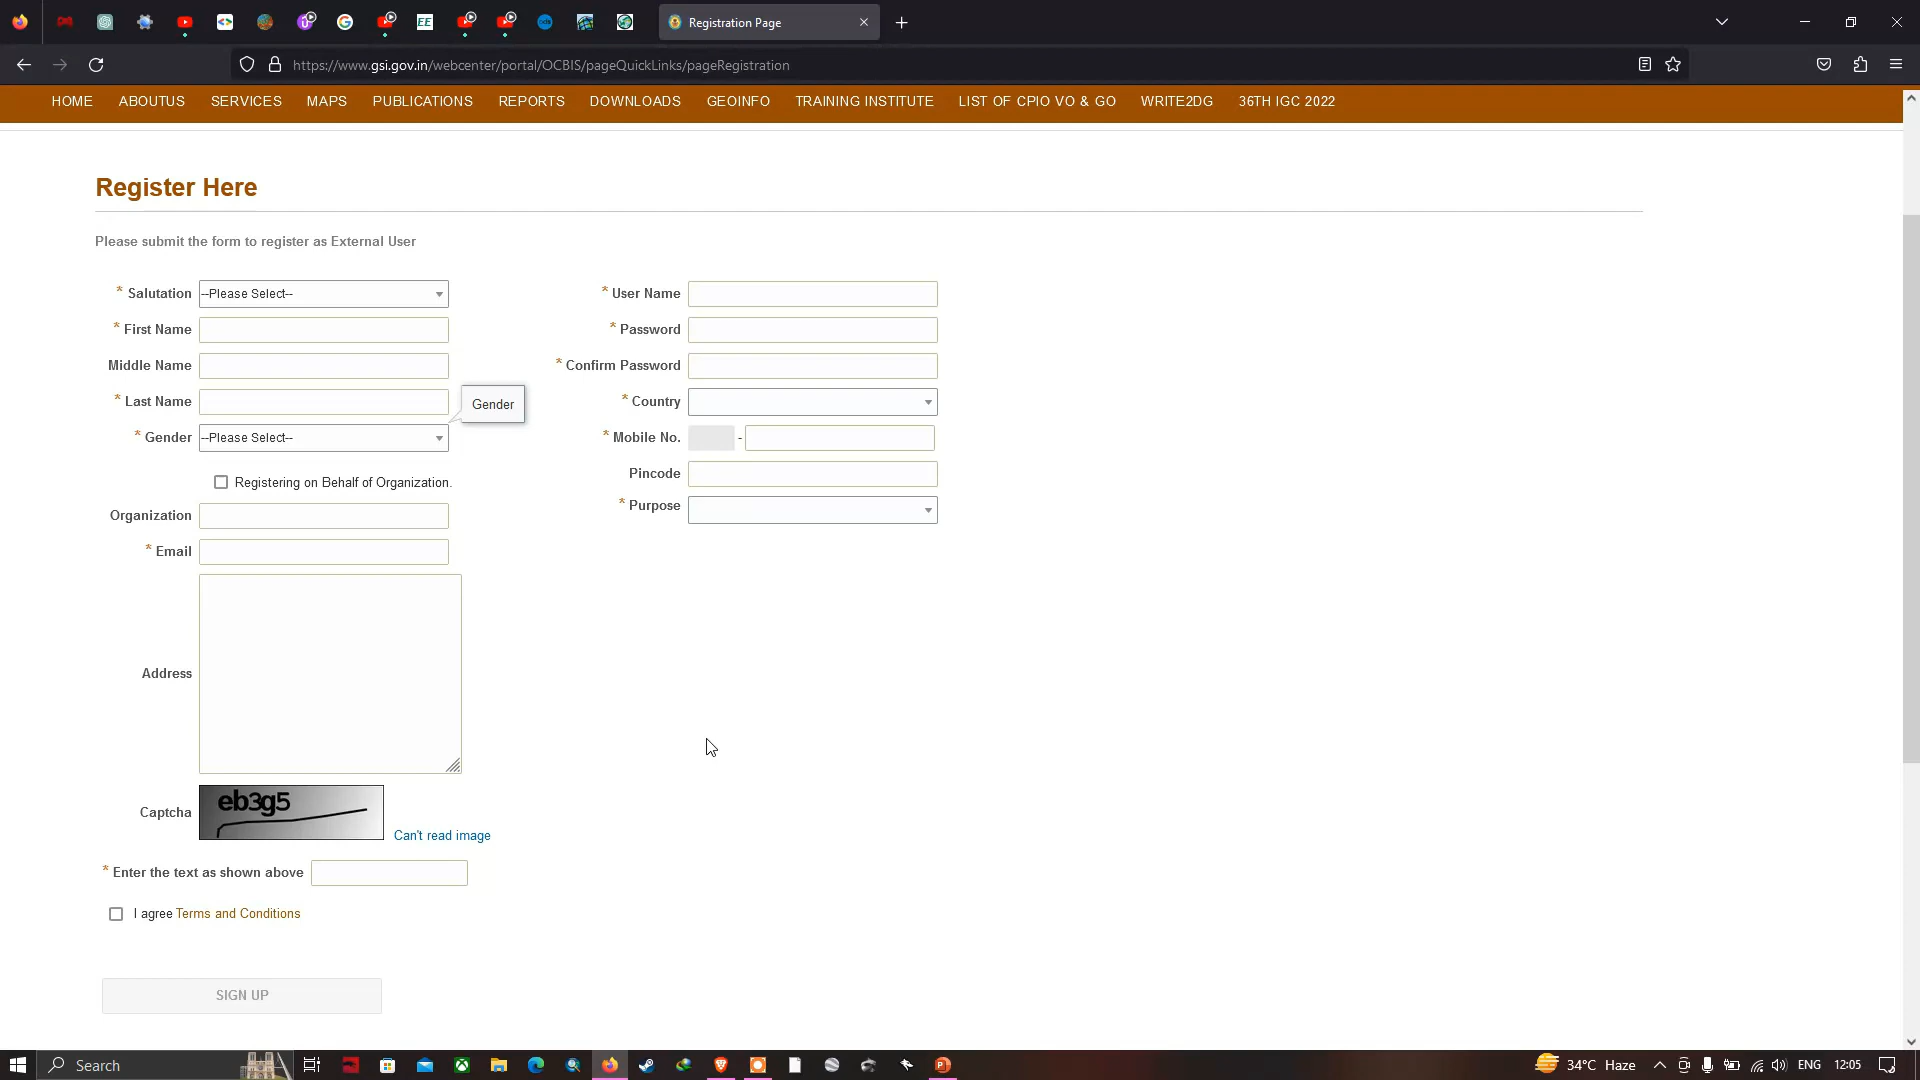 Registration Page
https://www.gsi.gov.in/webcenter/portal/OCBIS/pageQuickLinks/pageRegistration
HOME ABOUTUS SERVICES MAPS PUBLICATIONS REPORTS DOWNLOADS GEOINFO TRAINING INSTITUTE LIST OF CPIO VO & GO WRITE2DG 36TH IGC 2022
Register Here
Please submit the form to register as External User
* Salutation --Please Select--
* First Name
Middle Name
* Last Name
Gender
* Gender --Please Select--
Registering on Behalf of Organization.
Organization
* Email
Address
Captcha eb3g5
Can't read image
* Enter the text as shown above
I agree Terms and Conditions
SIGN UP
* User Name
* Password
* Confirm Password
* Country
* Mobile No. -
Pincode
* Purpose
Search
34°C Haze
ENG
12:05